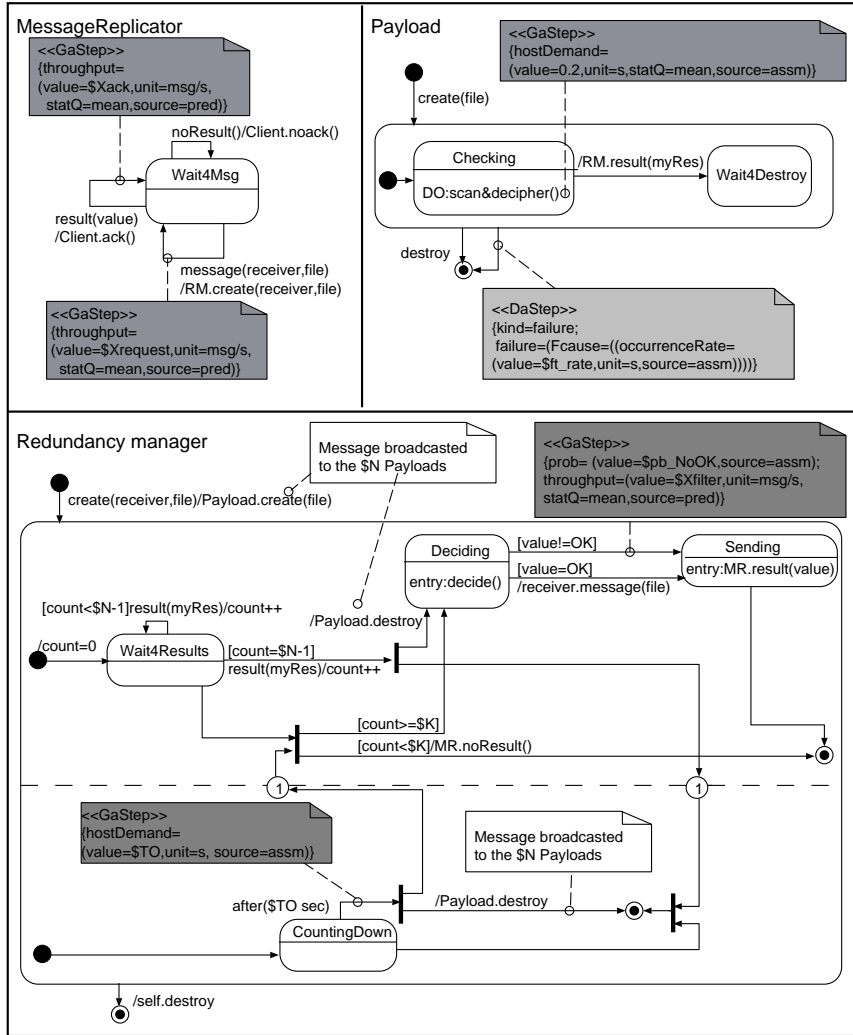 MessageReplicator
<<GaStep>>
{throughput=
(value=$Xack,unit=msg/s,
statQ=mean,source=pred)}
noResult()/Client.noack()
Wait4Msg
result(value)
/Client.ack()
message(receiver,file)
/RM.create(receiver,file)
<<GaStep>>
{throughput=
(value=$Xrequest,unit=msg/s,
statQ=mean,source=pred)}
Payload
<<GaStep>>
{hostDemand=
(value=0.2,unit=s,statQ=mean,source=assm)}
create(file)
Checking
DO:scan&decipher()
/RM.result(myRes)
Wait4Destroy
destroy
<<DaStep>>
{kind=failure;
failure=(Fcause=((occurrenceRate=
(value=$ft_rate,unit=s,source=assm))))}
Redundancy manager
Message broadcasted
to the $N Payloads
<<GaStep>>
{prob= (value=$pb_NoOK,source=assm);
throughput=(value=$Xfilter,unit=msg/s,
statQ=mean,source=pred)}
create(receiver,file)/Payload.create(file)
Deciding
entry:decide()
[value!=OK]
[value=OK]
/receiver.message(file)
Sending
entry:MR.result(value)
[count<$N-1]result(myRes)/count++
/Payload.destroy
/count=0
Wait4Results
[count=$N-1]
result(myRes)/count++
[count>=$K]
[count<$K]/MR.noResult()
1
1
<<GaStep>>
{hostDemand=
(value=$TO,unit=s, source=assm)}
Message broadcasted
to the $N Payloads
after($TO sec)
/Payload.destroy
CountingDown
/self.destroy